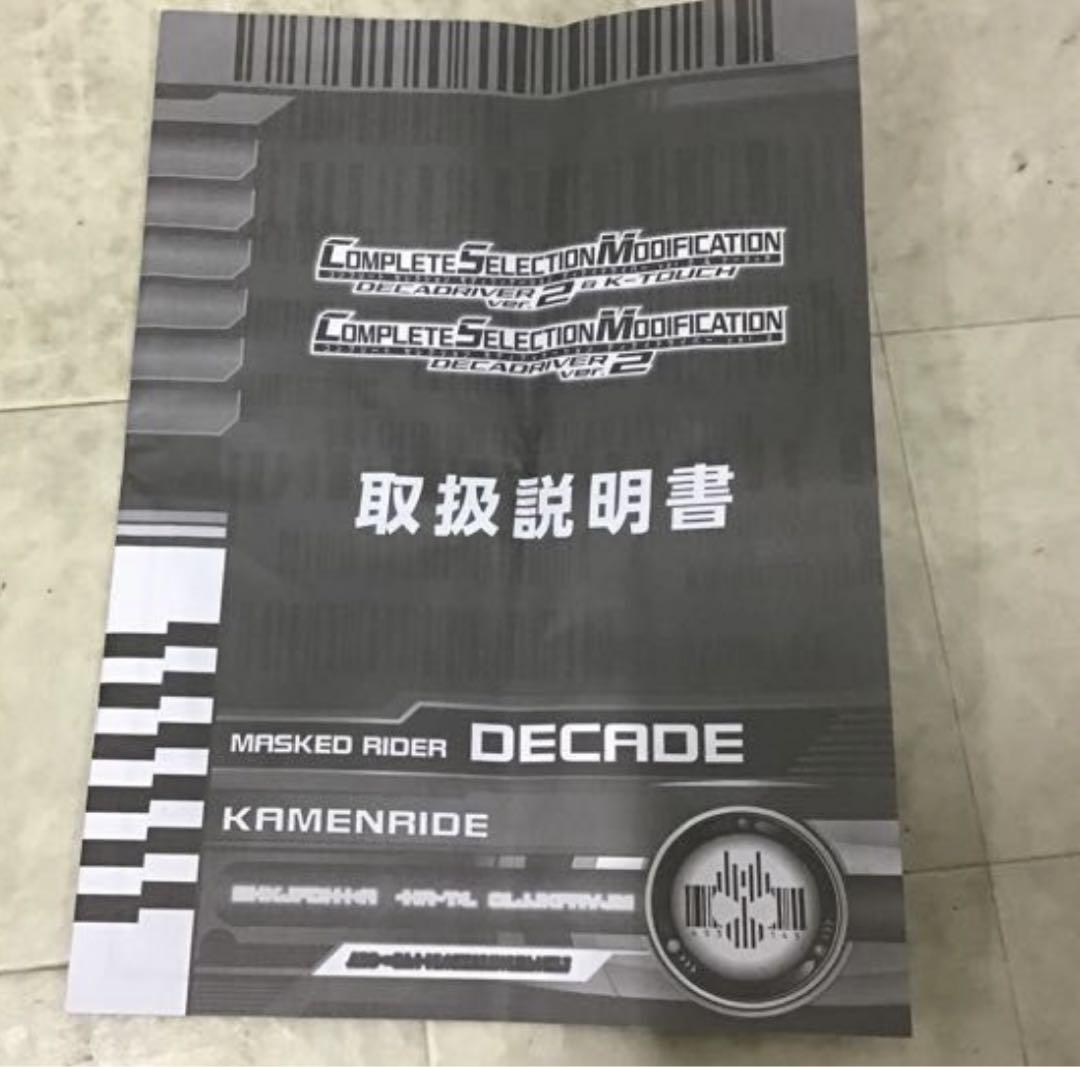 COMPLETE SELECTION MODIFICATION
DECADRIVER ver.2 & K-TOUCH
COMPLETE SELECTION MODIFICATION
DECADRIVER ver.2
取扱説明書
MASKED RIDER DECADE
KAMENRIDE